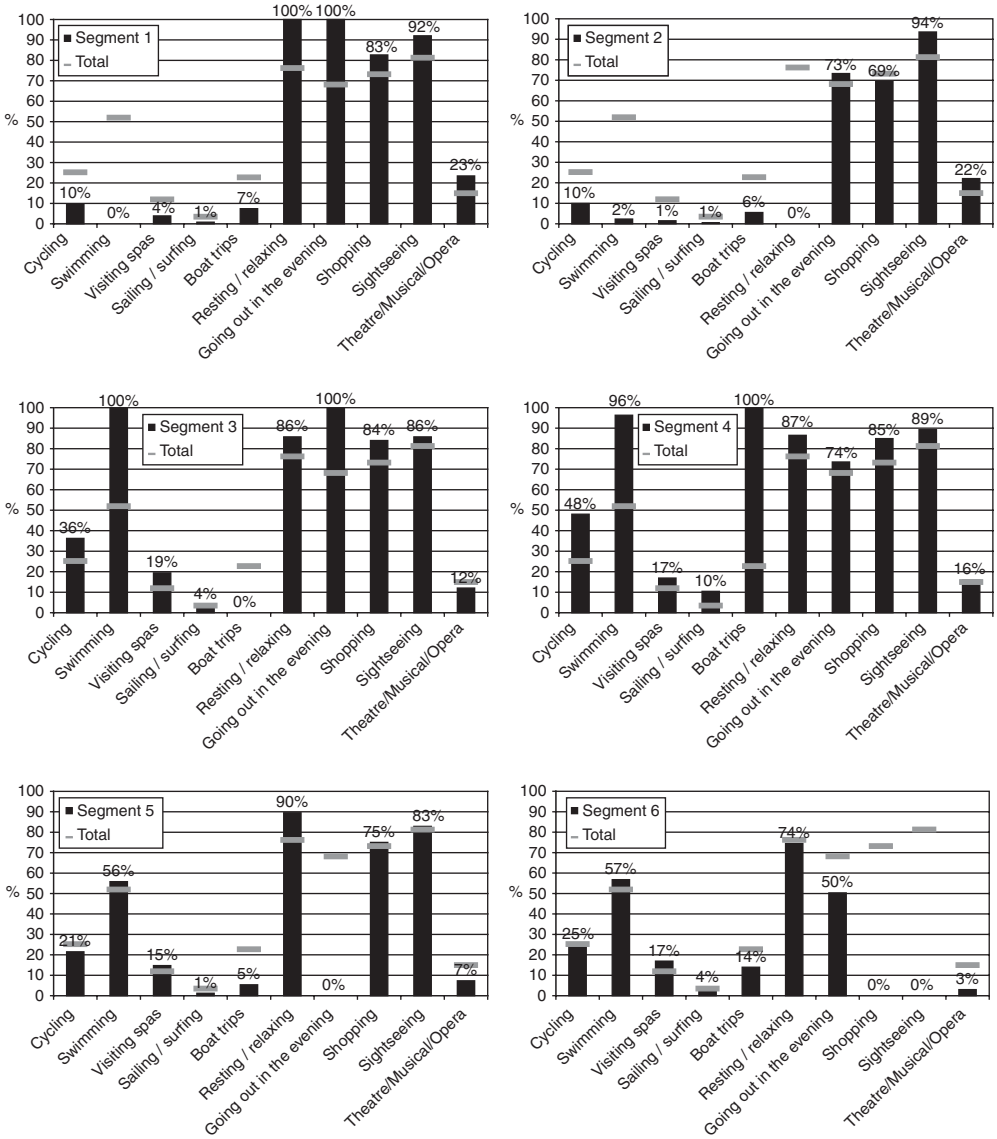 100
90
80
70
60
%
50
40
30
20
10
0
Segment 1
Total
10%
0%
4%
1%
7%
100%
100%
83%
92%
23%
Cycling
Swimming
Visiting spas
Sailing / surfing
Boat trips
Resting / relaxing
Going out in the evening
Shopping
Sightseeing
Theatre/Musical/Opera
100
90
80
70
60
%
50
40
30
20
10
0
Segment 2
Total
10%
2%
1%
1%
6%
0%
73%
69%
94%
22%
Cycling
Swimming
Visiting spas
Sailing / surfing
Boat trips
Resting / relaxing
Going out in the evening
Shopping
Sightseeing
Theatre/Musical/Opera
100
90
80
70
60
%
50
40
30
20
10
0
Segment 3
Total
36%
100%
19%
4%
0%
86%
100%
84%
86%
12%
Cycling
Swimming
Visiting spas
Sailing / surfing
Boat trips
Resting / relaxing
Going out in the evening
Shopping
Sightseeing
Theatre/Musical/Opera
100
90
80
70
60
%
50
40
30
20
10
0
Segment 4
Total
48%
96%
17%
10%
100%
87%
74%
85%
89%
16%
Cycling
Swimming
Visiting spas
Sailing / surfing
Boat trips
Resting / relaxing
Going out in the evening
Shopping
Sightseeing
Theatre/Musical/Opera
100
90
80
70
60
%
50
40
30
20
10
0
Segment 5
Total
21%
56%
15%
1%
5%
90%
0%
75%
83%
7%
Cycling
Swimming
Visiting spas
Sailing / surfing
Boat trips
Resting / relaxing
Going out in the evening
Shopping
Sightseeing
Theatre/Musical/Opera
100
90
80
70
60
%
50
40
30
20
10
0
Segment 6
Total
25%
57%
17%
4%
14%
74%
50%
0%
0%
3%
Cycling
Swimming
Visiting spas
Sailing / surfing
Boat trips
Resting / relaxing
Going out in the evening
Shopping
Sightseeing
Theatre/Musical/Opera